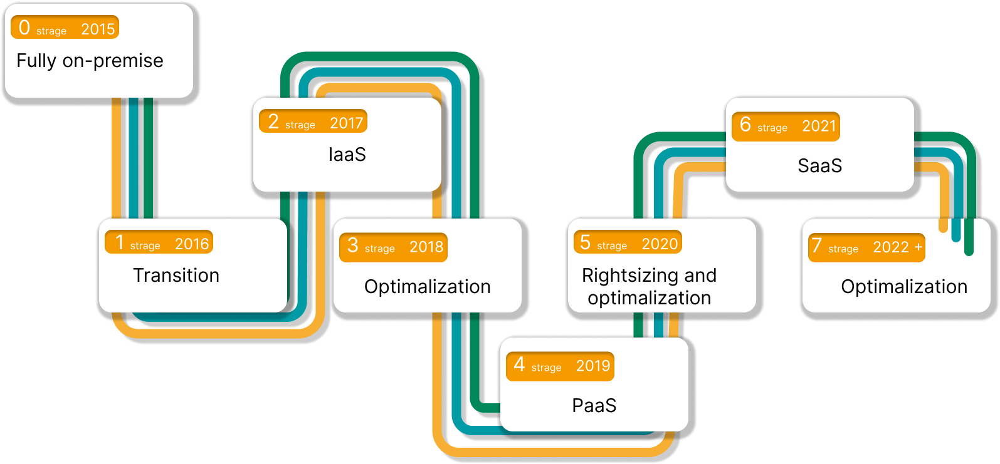 0 strage 2015
Fully on-premise
1 strage 2016
Transition
2 strage 2017
IaaS
3 strage 2018
Optimalization
4 strage 2019
PaaS
5 strage 2020
Rightsizing and
optimalization
6 strage 2021
SaaS
7 strage 2022 +
Optimalization